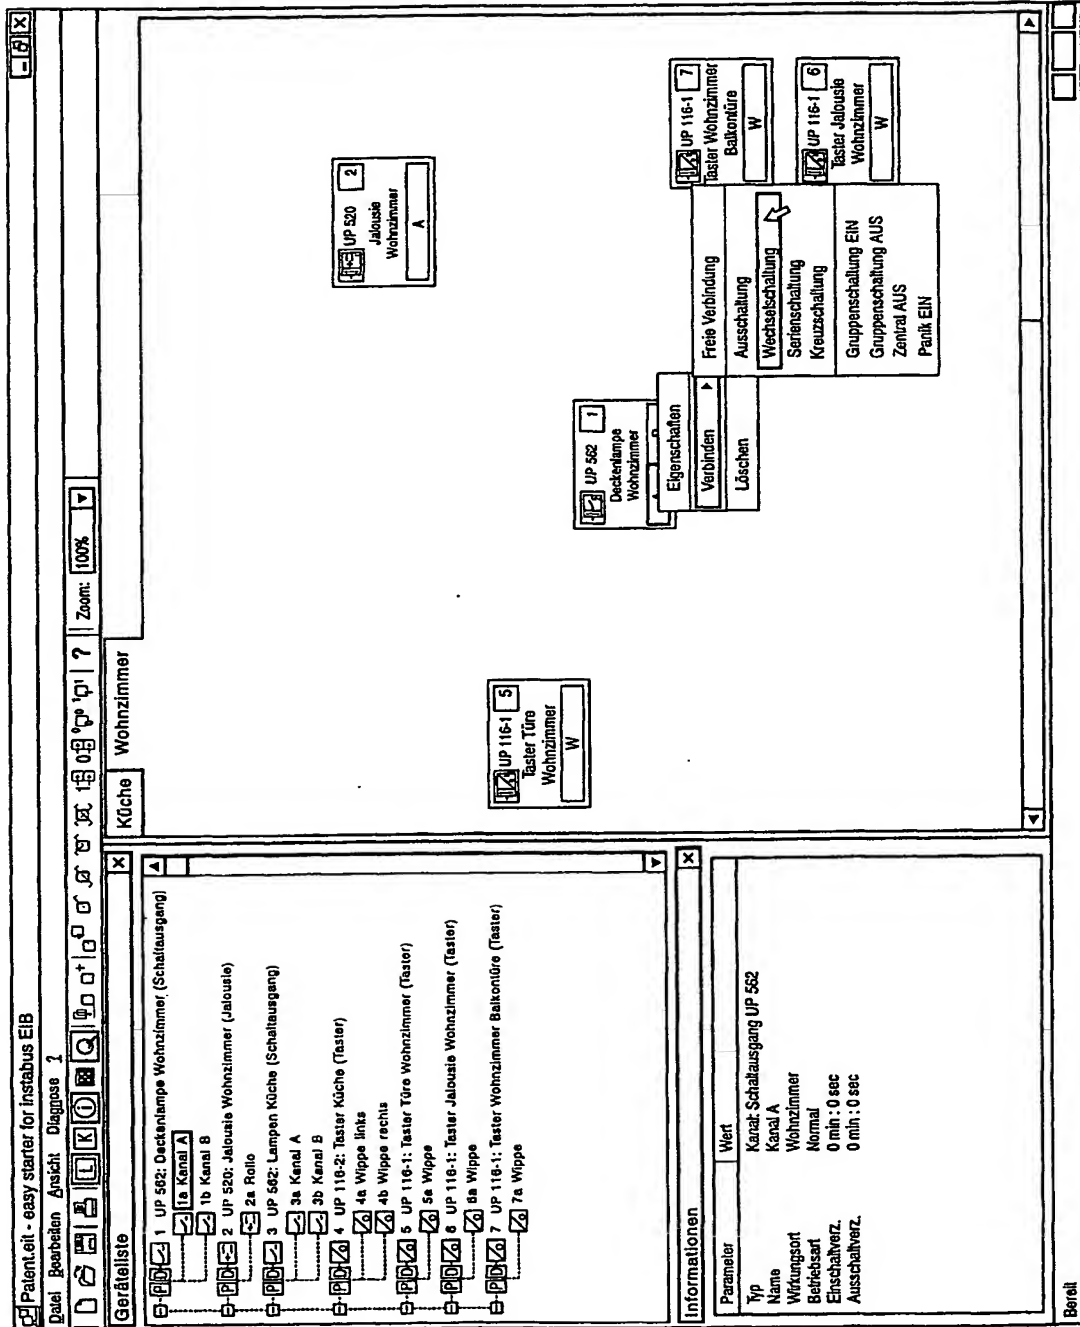 Patent.eit - easy starter for instabus EIB
Datei Bearbeiten Ansicht Diagnose ?
L K i ? Zoom: 100%
Geräteliste
1 UP 562: Deckenlampe Wohnzimmer (Schaltausgang)
1a Kanal A
1b Kanal B
2 UP 520: Jalousie Wohnzimmer (Jalousie)
2a Rollo
3 UP 562: Lampen Küche (Schaltausgang)
3a Kanal A
3b Kanal B
4 UP 116-2: Taster Küche (Taster)
4a Wippe links
4b Wippe rechts
5 UP 116-1: Taster Türe Wohnzimmer (Taster)
5a Wippe
6 UP 116-1: Taster Jalousie Wohnzimmer (Taster)
6a Wippe
7 UP 116-1: Taster Wohnzimmer Balkontüre (Taster)
7a Wippe
Informationen
Parameter Wert
Typ Kanal: Schaltausgang UP 562
Name Kanal A
Wirkungsort Wohnzimmer
Betriebsart Normal
Einschaltverz. 0 min : 0 sec
Ausschaltverz. 0 min : 0 sec
Bereit
Küche Wohnzimmer
UP 116-1 5
Taster Türe
Wohnzimmer
W
UP 562 1
Deckenlampe
Wohnzimmer
UP 520 2
Jalousie
Wohnzimmer
A
Eigenschaften
Verbinden
Löschen
Freie Verbindung
Ausschaltung
Wechselschaltung
Serienschaltung
Kreuzschaltung
Gruppenschaltung EIN
Gruppenschaltung AUS
Zentral AUS
Panik EIN
UP 116-1 7
Taster Wohnzimmer
Balkontüre
W
UP 116-1 6
Taster Jalousie
Wohnzimmer
W